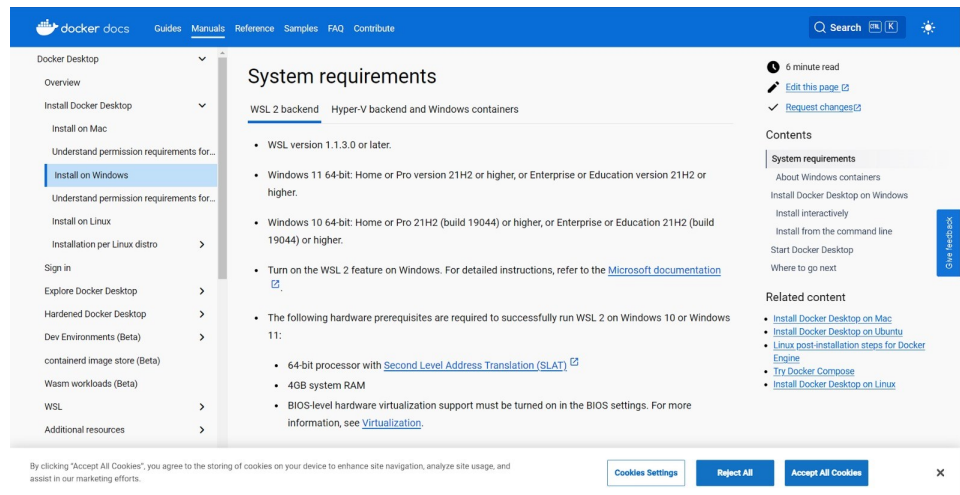 docker docs Guides Manuals Reference Samples FAQ Contribute Search CTRL K
Docker Desktop
Overview
Install Docker Desktop
Install on Mac
Understand permission requirements for...
Install on Windows
Understand permission requirements for...
Install on Linux
Installation per Linux distro
Sign in
Explore Docker Desktop
Hardened Docker Desktop
Dev Environments (Beta)
containerd image store (Beta)
Wasm workloads (Beta)
WSL
Additional resources
System requirements
WSL 2 backend Hyper-V backend and Windows containers
• WSL version 1.1.3.0 or later.
• Windows 11 64-bit: Home or Pro version 21H2 or higher, or Enterprise or Education version 21H2 or
higher.
• Windows 10 64-bit: Home or Pro 21H2 (build 19044) or higher, or Enterprise or Education 21H2 (build
19044) or higher.
• Turn on the WSL 2 feature on Windows. For detailed instructions, refer to the Microsoft documentation
.
• The following hardware prerequisites are required to successfully run WSL 2 on Windows 10 or Windows
11:
• 64-bit processor with Second Level Address Translation (SLAT)
• 4GB system RAM
• BIOS-level hardware virtualization support must be turned on in the BIOS settings. For more
information, see Virtualization.
6 minute read
Edit this page
Request changes
Contents
System requirements
About Windows containers
Install Docker Desktop on Windows
Install interactively
Install from the command line
Start Docker Desktop
Where to go next
Related content
• Install Docker Desktop on Mac
• Install Docker Desktop on Ubuntu
• Linux post-installation steps for Docker
Engine
• Try Docker Compose
• Install Docker Desktop on Linux
Give feedback
By clicking "Accept All Cookies", you agree to the storing of cookies on your device to enhance site navigation, analyze site usage, and
assist in our marketing efforts.
Cookies Settings Reject All Accept All Cookies